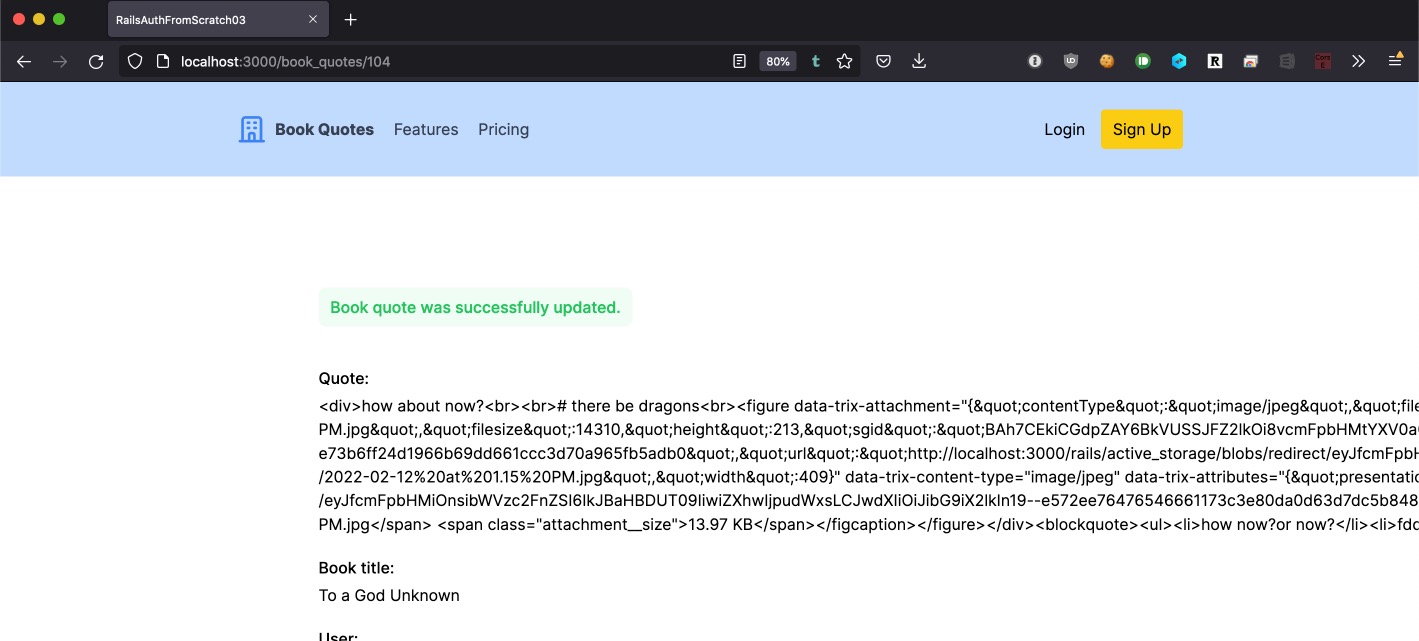 RailsAuthFromScratch03
localhost:3000/book_quotes/104
80%
Book Quotes Features Pricing Login Sign Up
Book quote was successfully updated.
Quote:
<div>how about now?<br><br># there be dragons<br><figure data-trix-attachment="{&quot;contentType&quot;:&quot;image/jpeg&quot;,&quot;file
PM.jpg&quot;,&quot;filesize&quot;:14310,&quot;height&quot;:213,&quot;sgid&quot;:&quot;BAh7CEkiCGdpZAY6BkVUSSJFZ2lkOi8vcmFpbHMtYXV0a
e73b6ff24d1966b69dd661ccc3d70a965fb5adb0&quot;,&quot;url&quot;:&quot;http://localhost:3000/rails/active_storage/blobs/redirect/eyJfcmFpbH
/2022-02-12%20at%201.15%20PM.jpg&quot;,&quot;width&quot;:409}" data-trix-content-type="image/jpeg" data-trix-attributes="{&quot;presentatio
/eyJfcmFpbHMiOnsibWVzc2FnZSI6IkJBaHBDUT09IiwiZXhwIjpudWxsLCJwdXIiOiJibG9iX2lkIn19--e572ee76476546661173c3e80da0d63d7dc5b848
PM.jpg</span> <span class="attachment__size">13.97 KB</span></figcaption></figure></div><blockquote><ul><li>how now?or now?</li><li>fdd
Book title:
To a God Unknown
User: